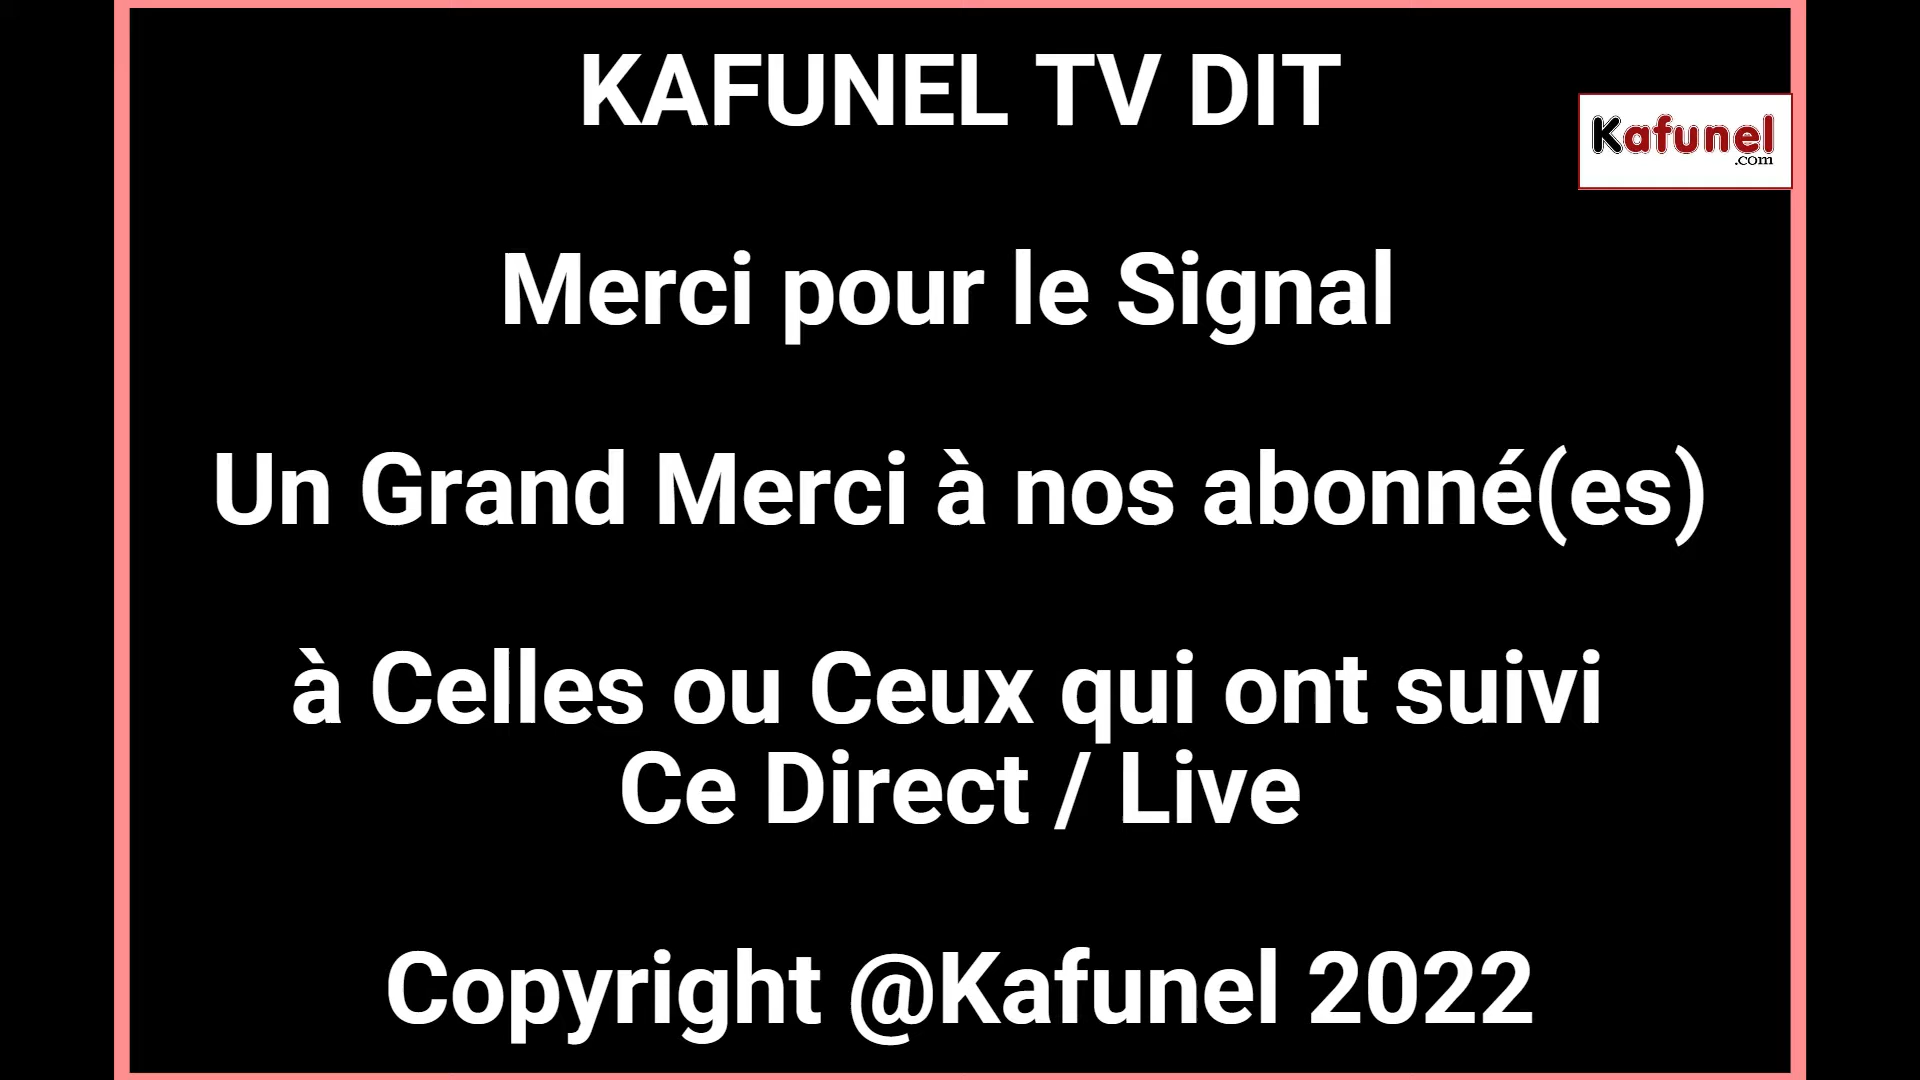 KAFUNEL TV DIT
Kafunel
.com
Merci pour le Signal
Un Grand Merci à nos abonné(es)
à Celles ou Ceux qui ont suivi
Ce Direct / Live
Copyright @Kafunel 2022